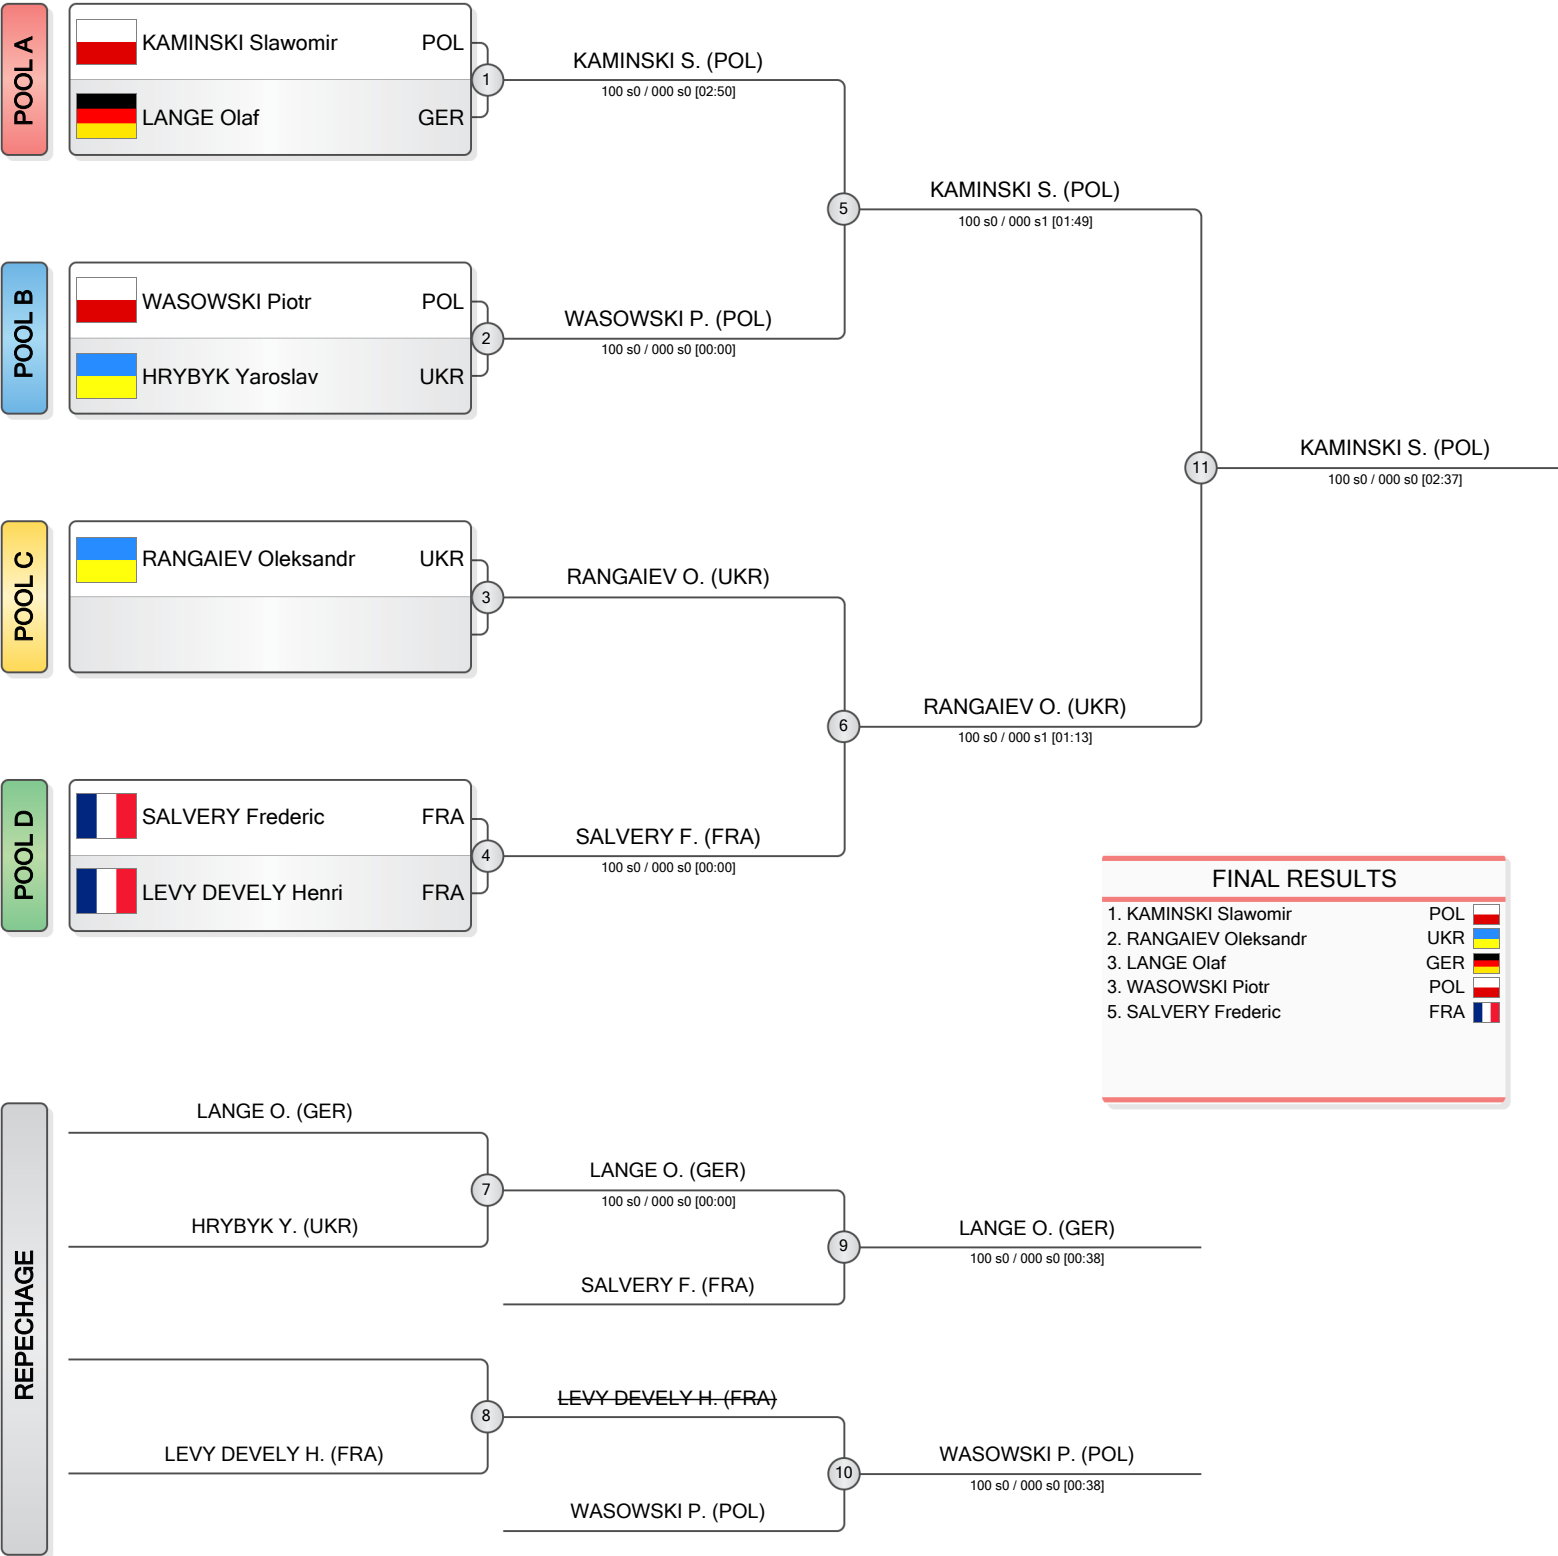 POOL A
KAMINSKI Slawomir POL
LANGE Olaf GER
1
KAMINSKI S. (POL)
100 s0 / 000 s0 [02:50]
5
KAMINSKI S. (POL)
100 s0 / 000 s1 [01:49]
POOL B
WASOWSKI Piotr POL
HRYBYK Yaroslav UKR
2
WASOWSKI P. (POL)
100 s0 / 000 s0 [00:00]
11
KAMINSKI S. (POL)
100 s0 / 000 s0 [02:37]
POOL C
RANGAIEV Oleksandr UKR
3
RANGAIEV O. (UKR)
6
RANGAIEV O. (UKR)
100 s0 / 000 s1 [01:13]
POOL D
SALVERY Frederic FRA
LEVY DEVELY Henri FRA
4
SALVERY F. (FRA)
100 s0 / 000 s0 [00:00]
FINAL RESULTS
1. KAMINSKI Slawomir POL
2. RANGAIEV Oleksandr UKR
3. LANGE Olaf GER
3. WASOWSKI Piotr POL
5. SALVERY Frederic FRA
REPECHAGE
LANGE O. (GER)
HRYBYK Y. (UKR)
7
LANGE O. (GER)
100 s0 / 000 s0 [00:00]
SALVERY F. (FRA)
9
LANGE O. (GER)
100 s0 / 000 s0 [00:38]
LEVY DEVELY H. (FRA)
8
LEVY DEVELY H. (FRA)
WASOWSKI P. (POL)
10
WASOWSKI P. (POL)
100 s0 / 000 s0 [00:38]